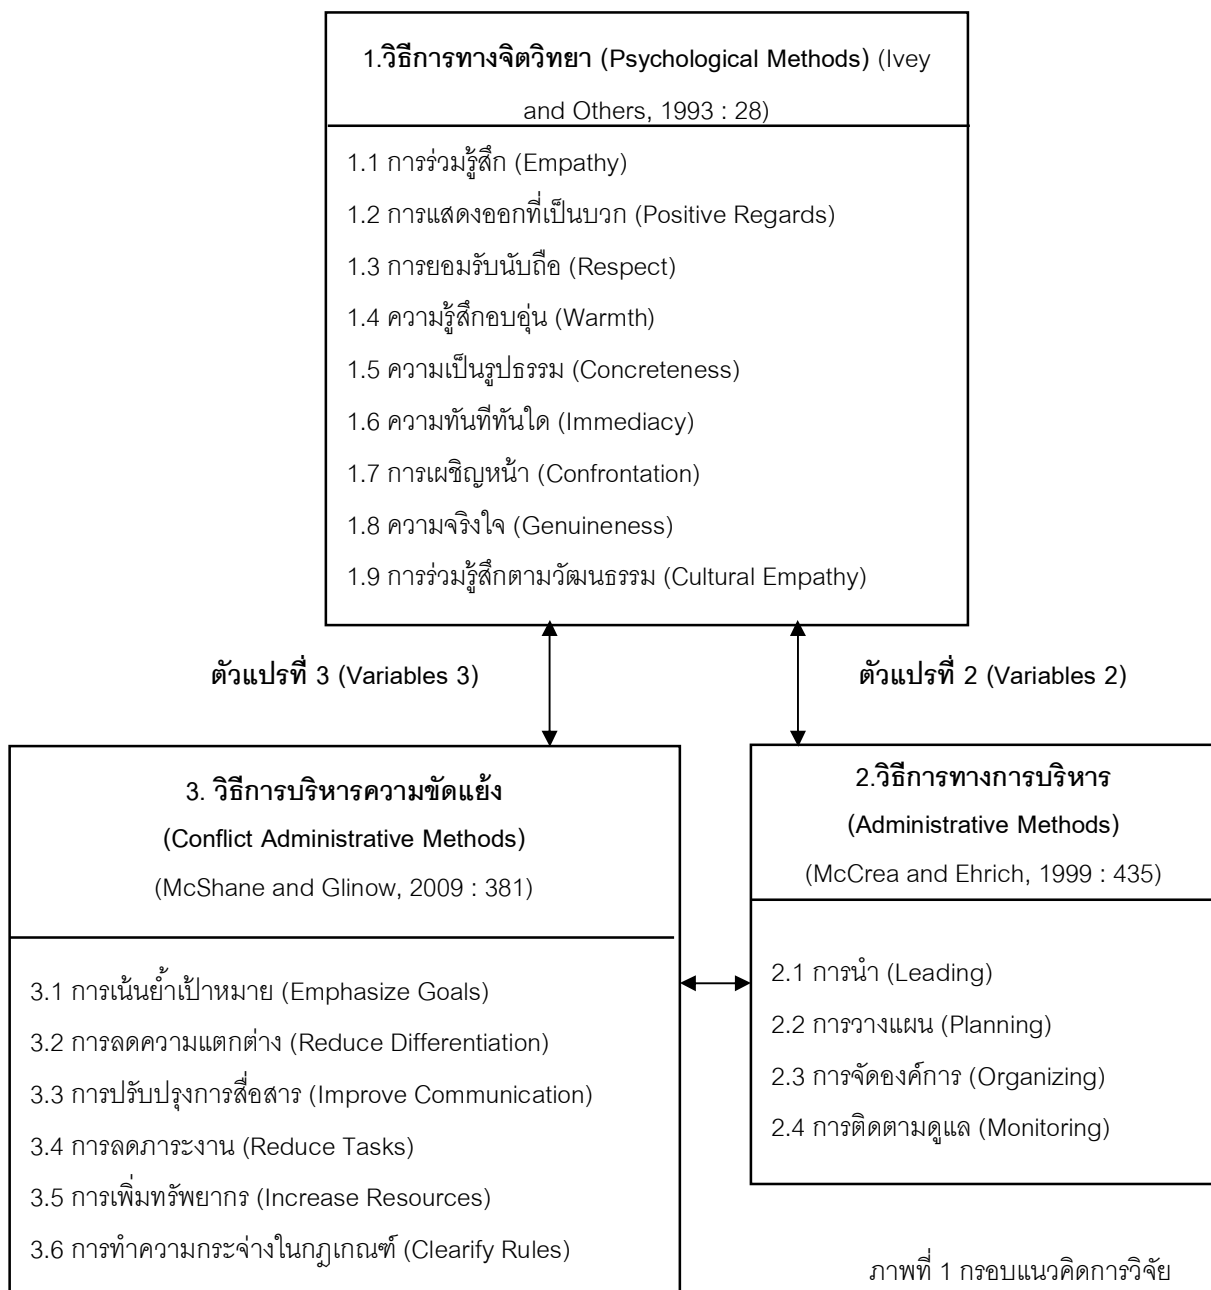 1.วิธีการทางจิตวิทยา (Psychological Methods) (Ivey
and Others, 1993 : 28)
1.1 การร่วมรู้สึก (Empathy)
1.2 การแสดงออกที่เป็นบวก (Positive Regards)
1.3 การยอมรับนับถือ (Respect)
1.4 ความรู้สึกอบอุ่น (Warmth)
1.5 ความเป็นรูปธรรม (Concreteness)
1.6 ความทันทีทันใด (Immediacy)
1.7 การเผชิญหน้า (Confrontation)
1.8 ความจริงใจ (Genuineness)
1.9 การร่วมรู้สึกตามวัฒนธรรม (Cultural Empathy)
ตัวแปรที่ 3 (Variables 3)
ตัวแปรที่ 2 (Variables 2)
3. วิธีการบริหารความขัดแย้ง
(Conflict Administrative Methods)
(McShane and Glinow, 2009 : 381)
3.1 การเน้นย้ำเป้าหมาย (Emphasize Goals)
3.2 การลดความแตกต่าง (Reduce Differentiation)
3.3 การปรับปรุงการสื่อสาร (Improve Communication)
3.4 การลดภาระงาน (Reduce Tasks)
3.5 การเพิ่มทรัพยากร (Increase Resources)
3.6 การทำความกระจ่างในกฎเกณฑ์ (Clearify Rules)
2.วิธีการทางการบริหาร
(Administrative Methods)
(McCrea and Ehrich, 1999 : 435)
2.1 การนำ (Leading)
2.2 การวางแผน (Planning)
2.3 การจัดองค์การ (Organizing)
2.4 การติดตามดูแล (Monitoring)
ภาพที่ 1 กรอบแนวคิดการวิจัย